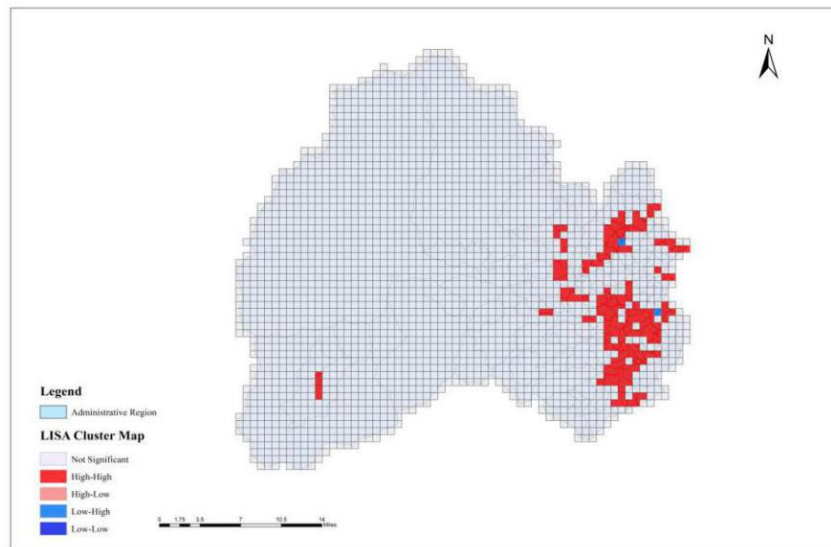 N
Legend
Administrative Region
LISA Cluster Map
Not Significant
High-High
High-Low
Low-High
Low-Low
0 1.75 3.5 7 10.5 14
Miles